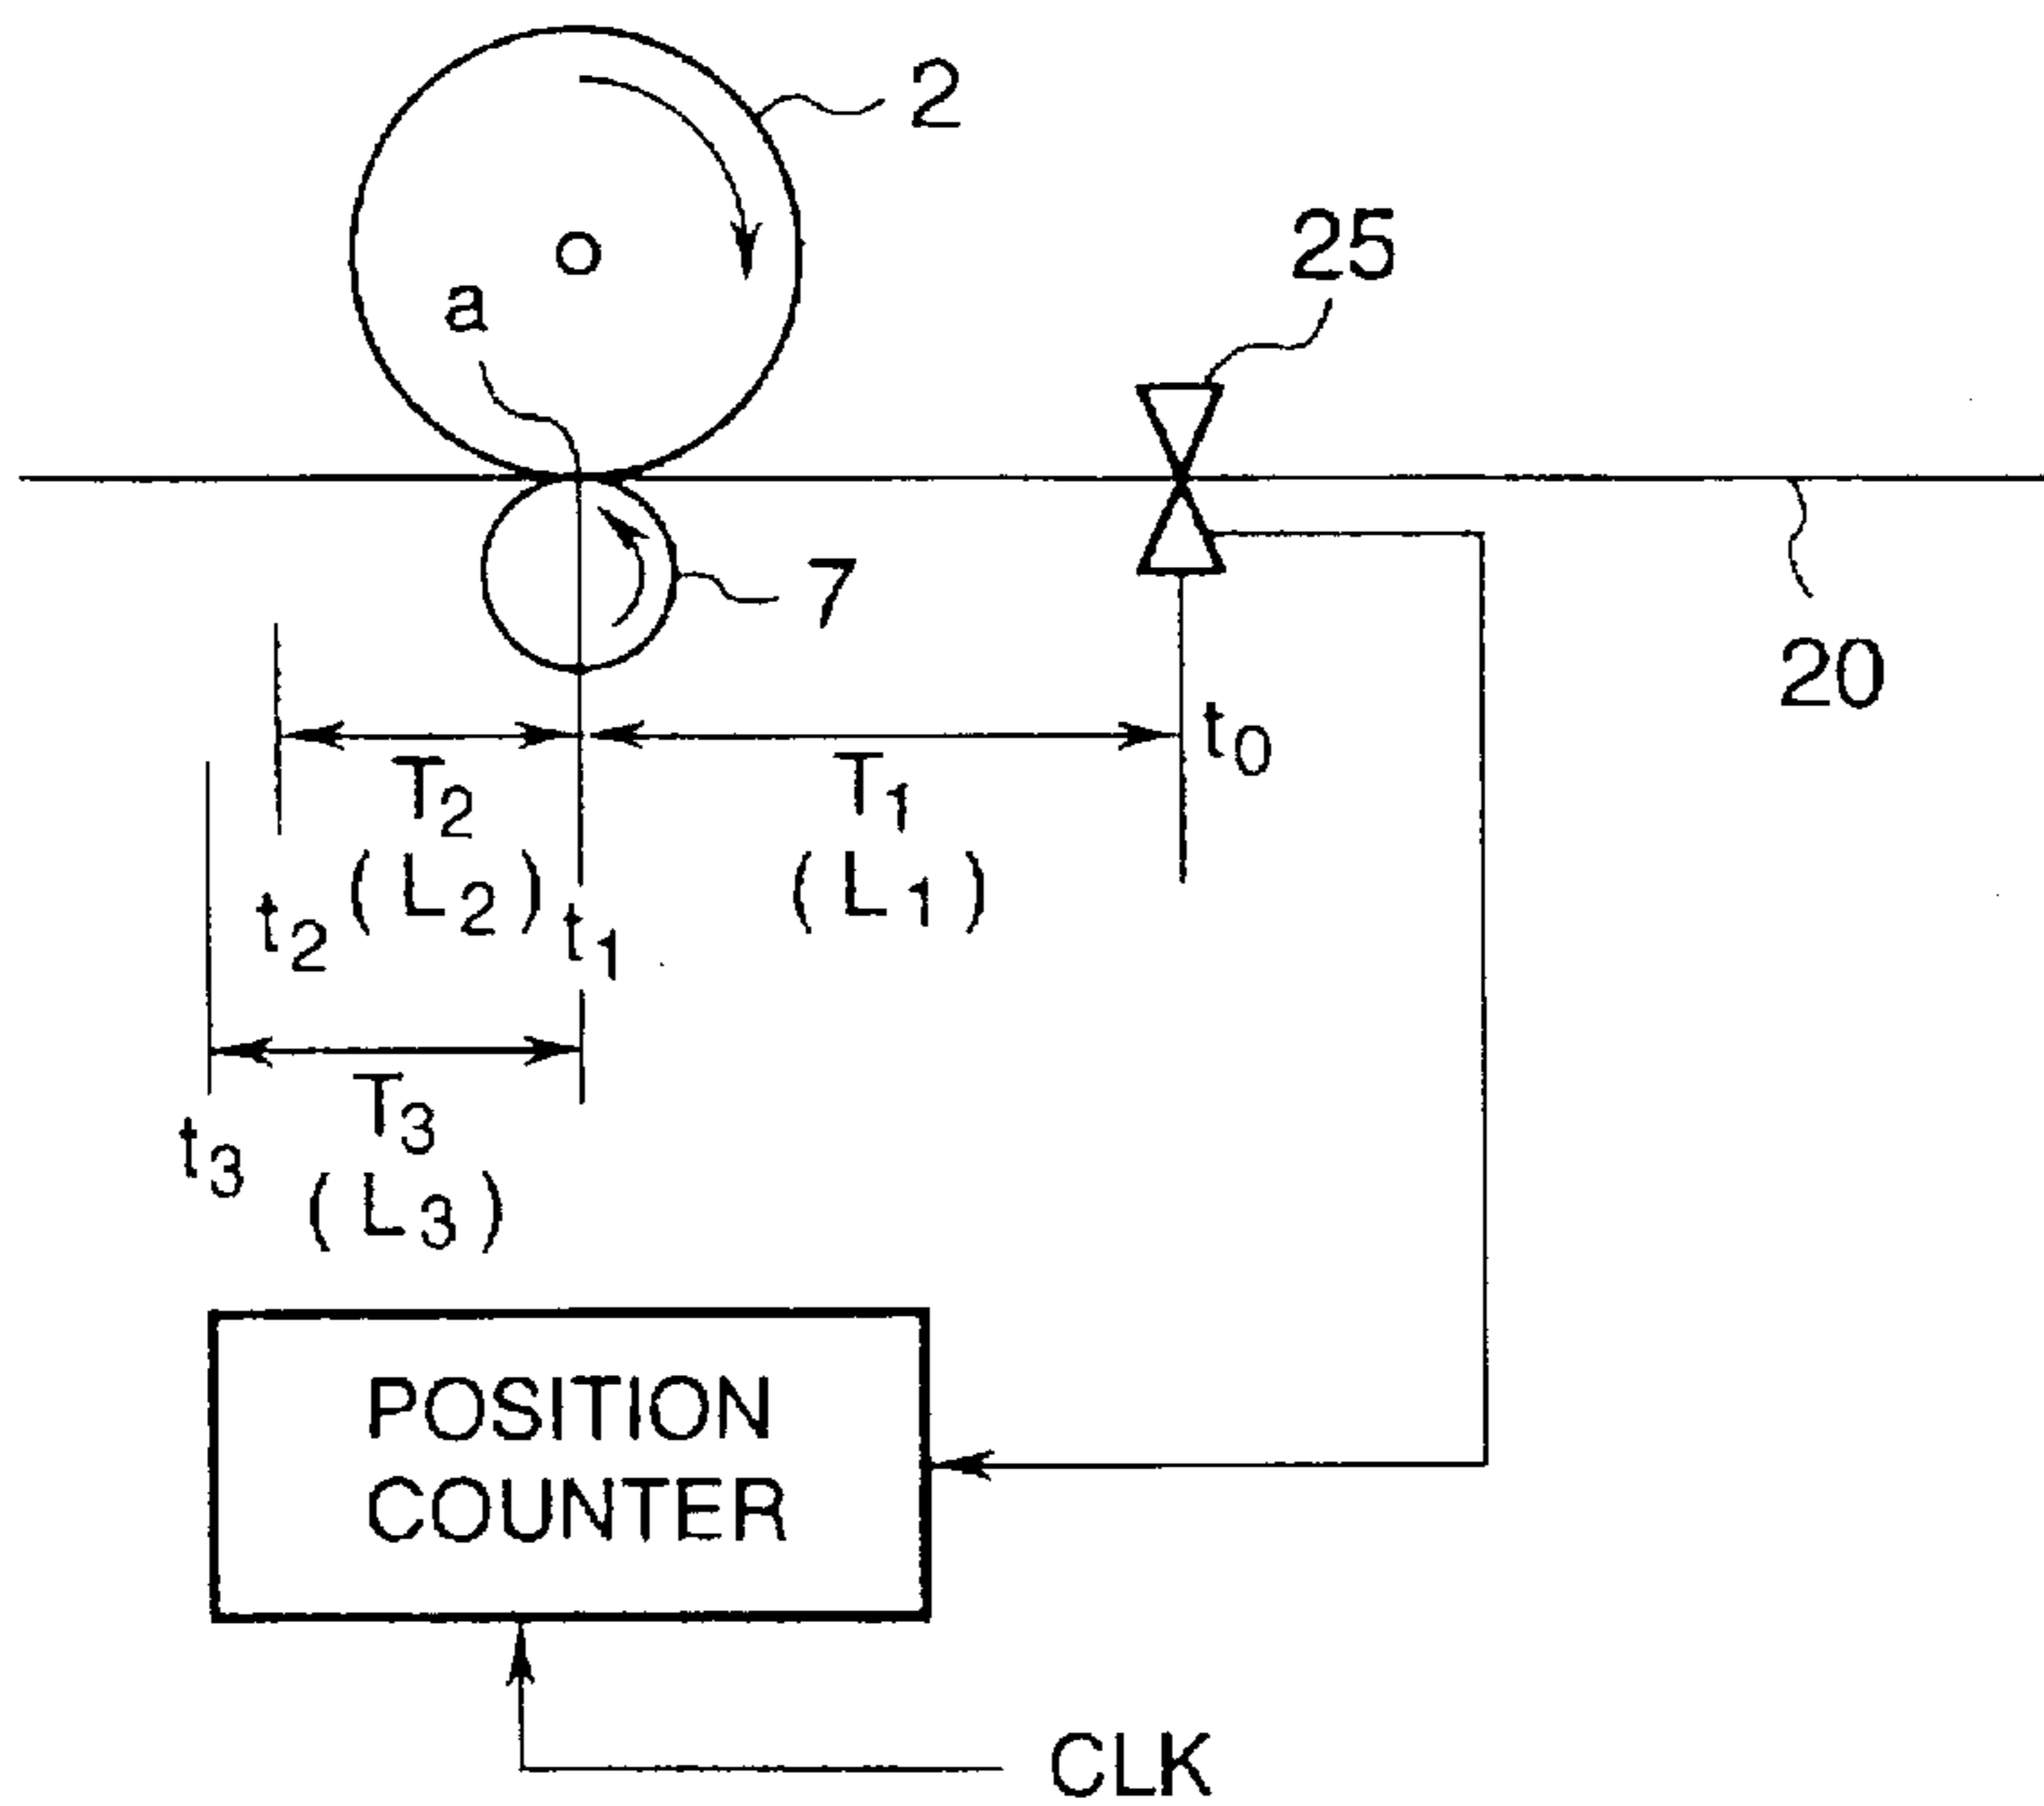 2
25
a
7
20
t0
T2
T1
(L2)
(L1)
t2
t1
T3
t3
(L3)
POSITION
COUNTER
CLK